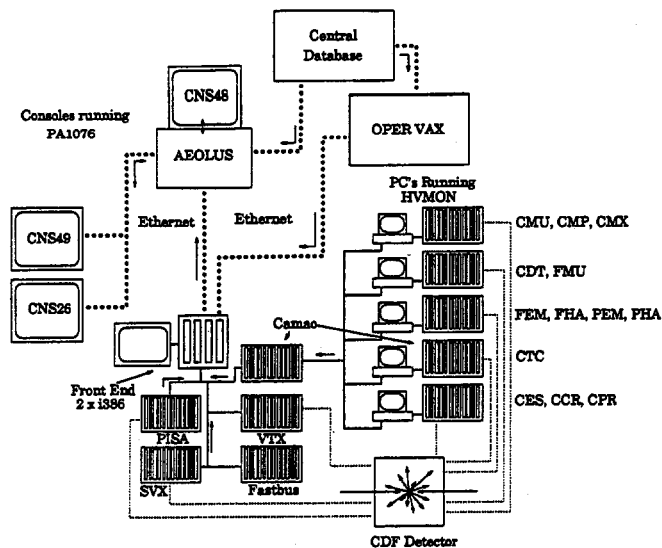 Central
Database
CNS48
Consoles running
PA1076
AEOLUS
OPER VAX
PC's Running
HVMON
Ethernet
Ethernet
CNS49
CNS26
CMU, CMP, CMX
CDT, FMU
FEM, FHA, PEM, PHA
CTC
CES, CCR, CPR
Camac
Front End
2 x i386
PISA
VTX
SVX
Fastbus
CDF Detector